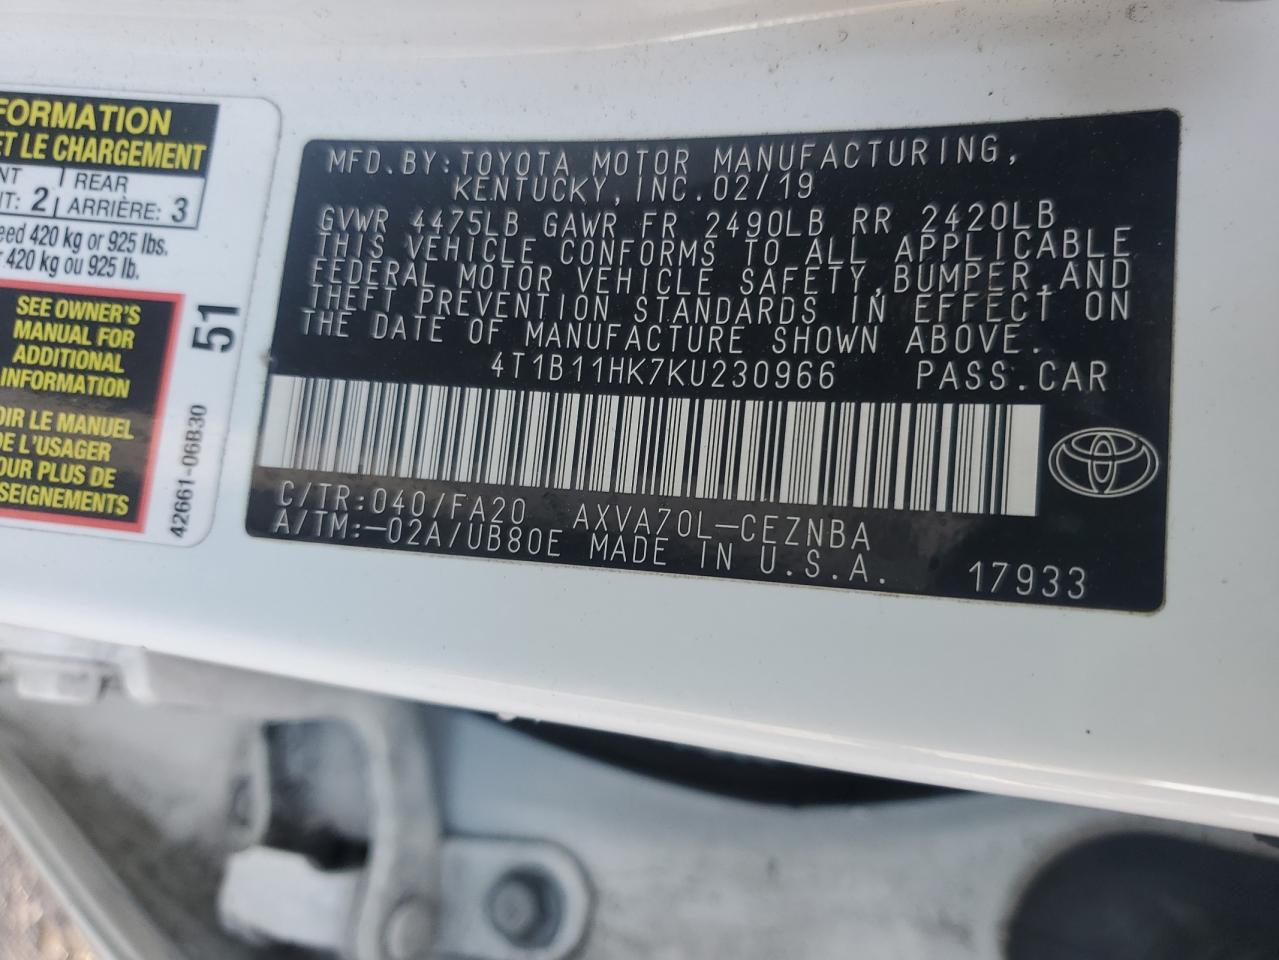 FORMATION
ET LE CHARGEMENT
NT REAR
T: 2 ARRIÈRE: 3
eed 420 kg or 925 lbs.
r 420 kg ou 925 lb.
SEE OWNER'S
MANUAL FOR
ADDITIONAL
INFORMATION
OIR LE MANUEL
DE L'USAGER
OUR PLUS DE
SEIGNEMENTS
51
42661-06B30
MFD.BY:TOYOTA MOTOR MANUFACTURING,
KENTUCKY,INC.02/19
GVWR 4475LB GAWR FR 2490LB RR 2420LB
THIS VEHICLE CONFORMS TO ALL APPLICABLE
FEDERAL MOTOR VEHICLE SAFETY,BUMPER,AND
THEFT PREVENTION STANDARDS IN EFFECT ON
THE DATE OF MANUFACTURE SHOWN ABOVE.
4T1B11HK7KU230966 PASS.CAR
C/TR:040/FA20 AXVA70L-CEZNBA
A/TM:-02A/UB80E MADE IN U.S.A.
17933